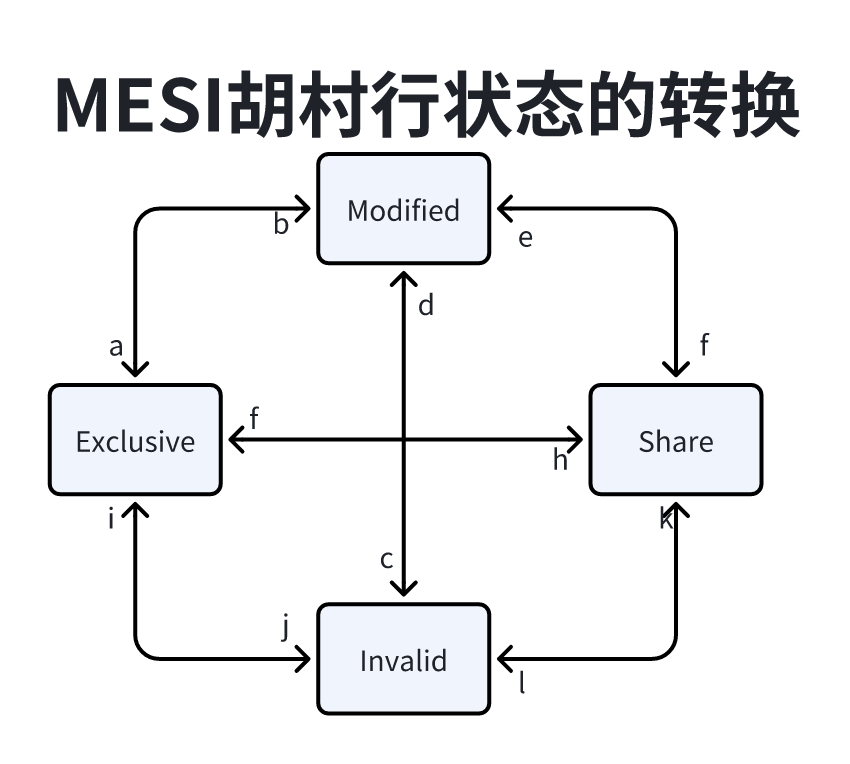 MESI胡村行状态的转换
Modified
b
e
d
a
f
Exclusive
f
h
Share
i
k
c
j
Invalid
l